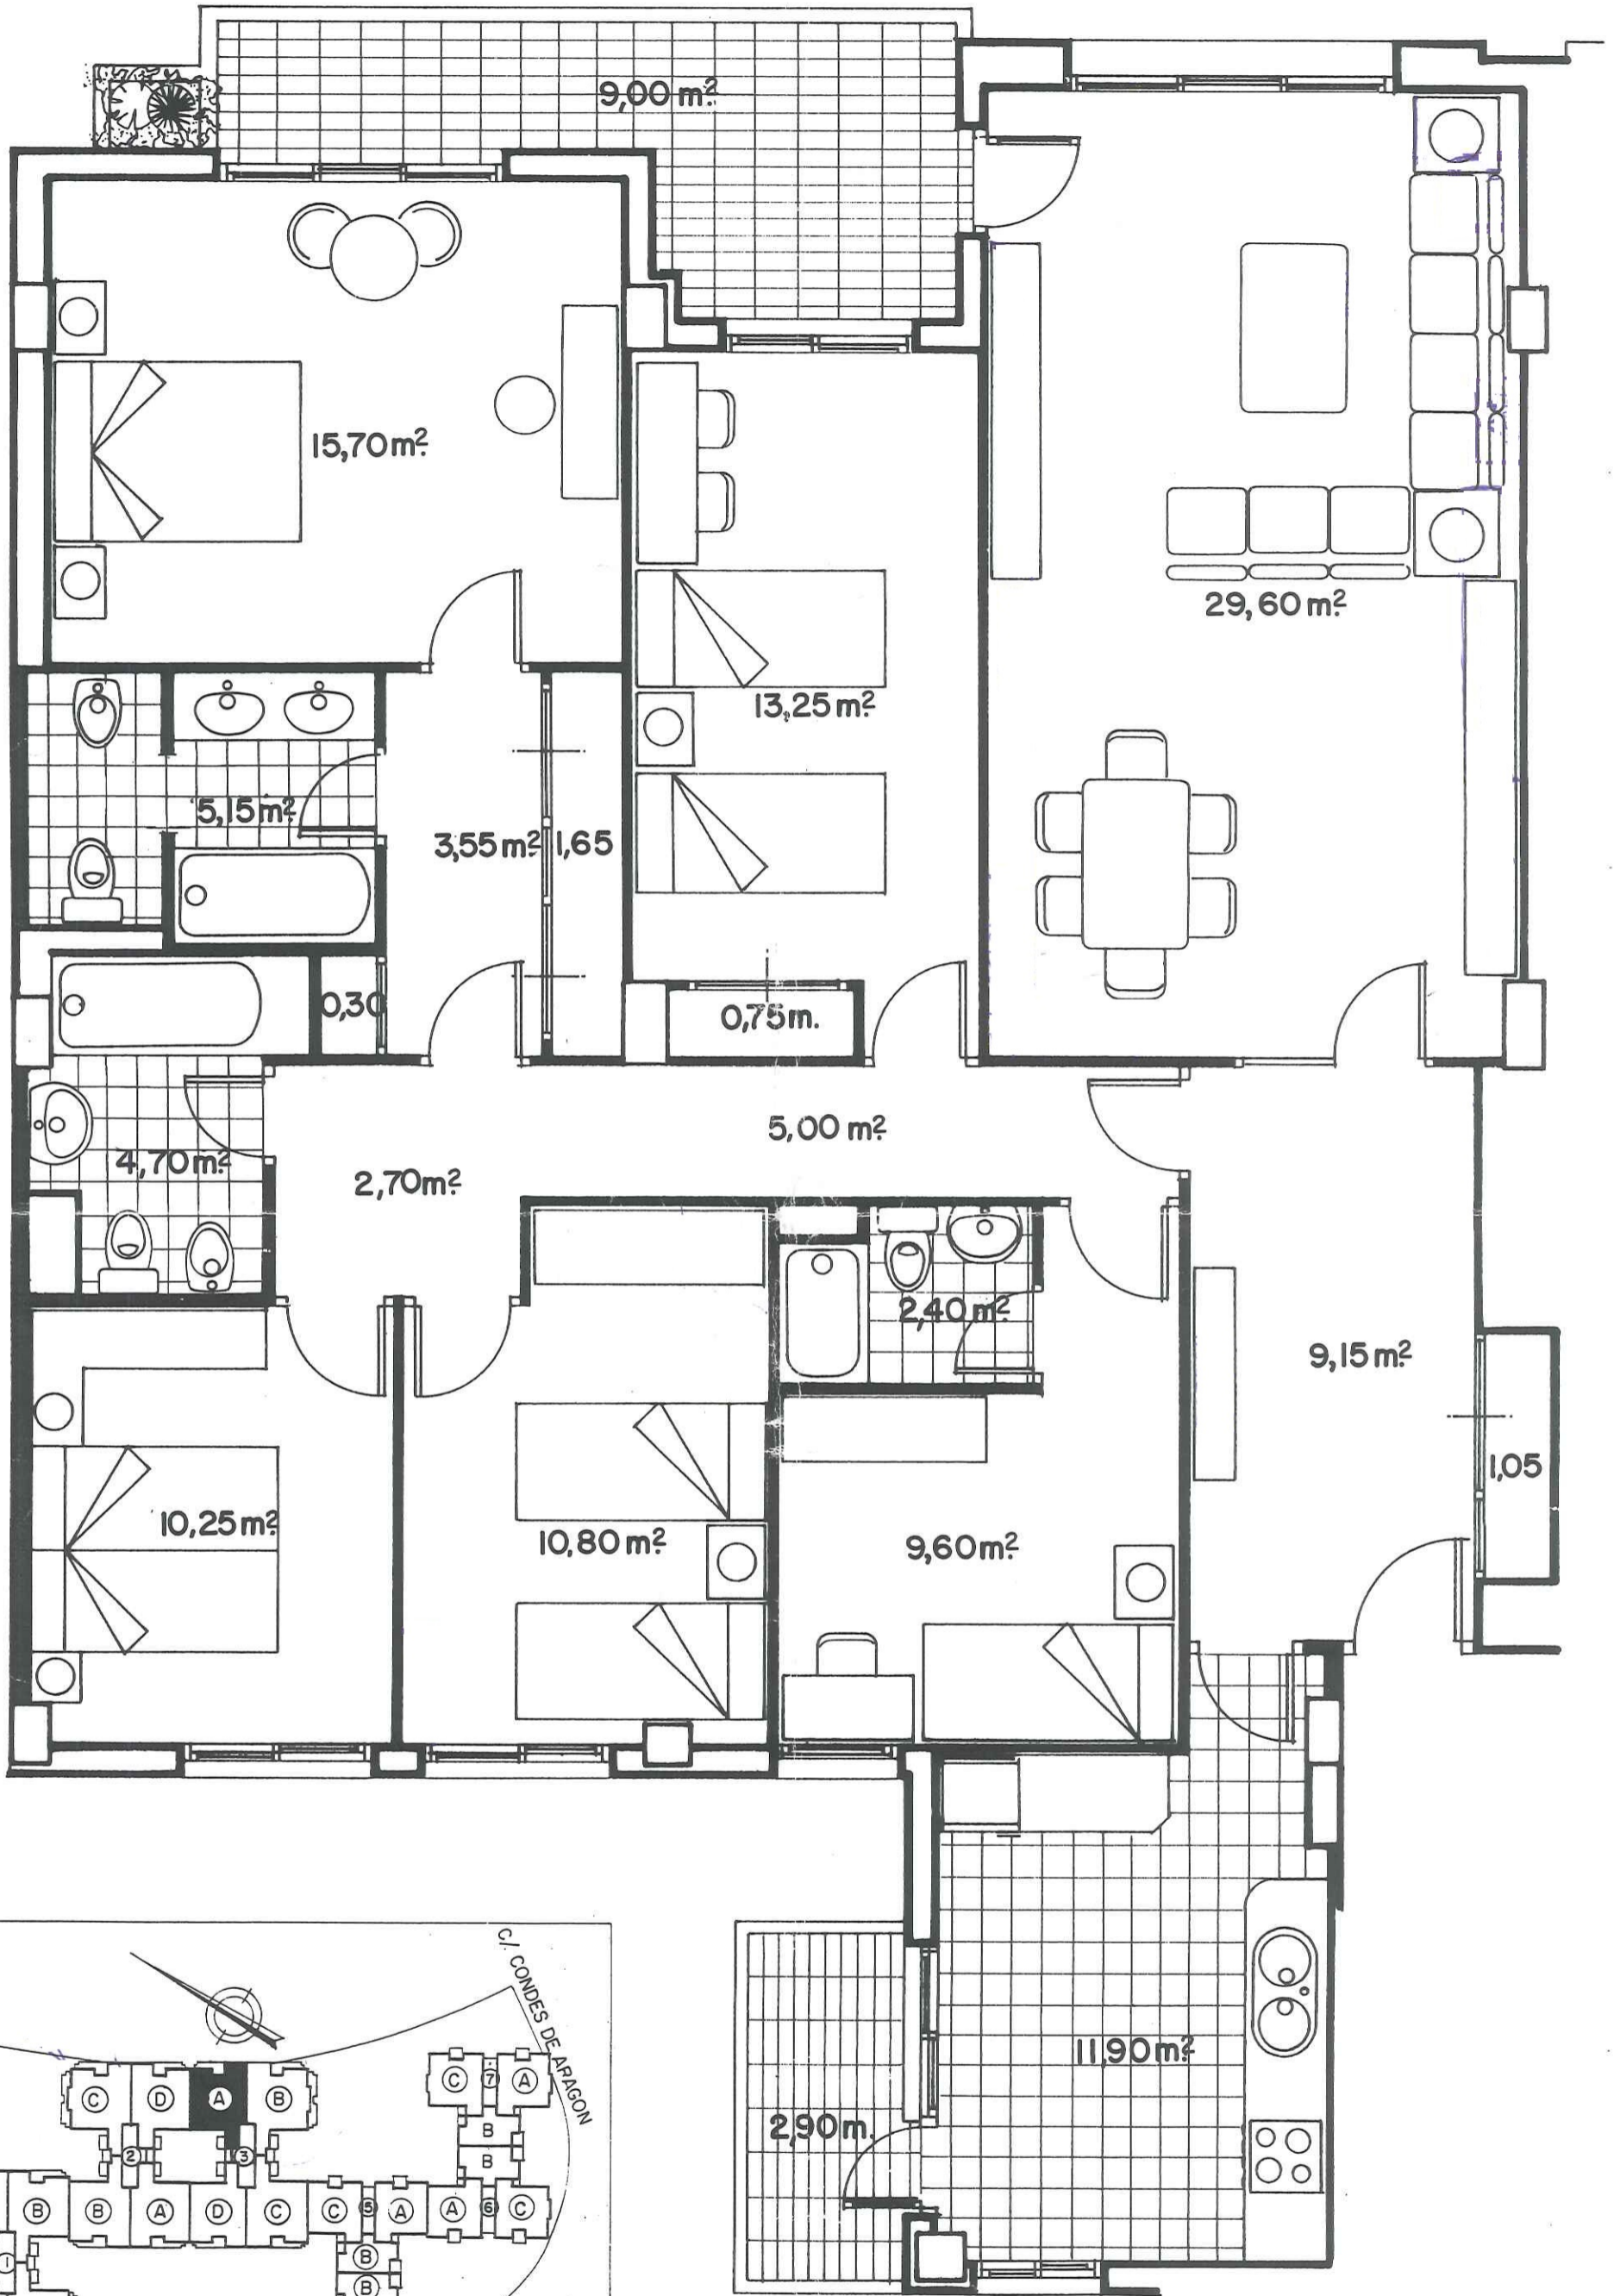 9,00 m²
15,70 m²
29,60 m²
13,25 m²
5,15 m²
3,55 m²
1,65
0,30
0,75 m.
5,00 m²
4,70 m²
2,70 m²
2,40 m²
9,15 m²
1,05
10,25 m²
10,80 m²
9,60 m²
11,90 m²
2,90 m.
C/. CONDES DE ARAGON
C D A B
C 7 A
B
2 3
B
B B A D C C 5 A A 6 C
B
1
B